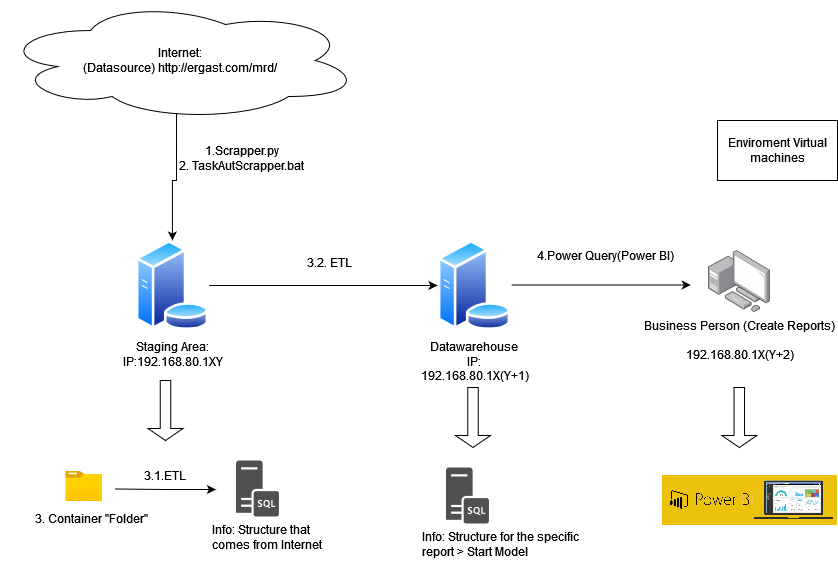 Internet:
(Datasource) http://ergast.com/mrd/
1.Scrapper.py
2. TaskAutScrapper.bat
Enviroment Virtual
machines
3.2. ETL
4.Power Query(Power BI)
Staging Area:
IP:192.168.80.1XY
Datawarehouse
IP:
192.168.80.1X(Y+1)
Business Person (Create Reports)
192.168.80.1X(Y+2)
3.1.ETL
SQL
SQL
Power 3
3. Container "Folder"
Info: Structure that
comes from Internet
Info: Structure for the specific
report > Start Model